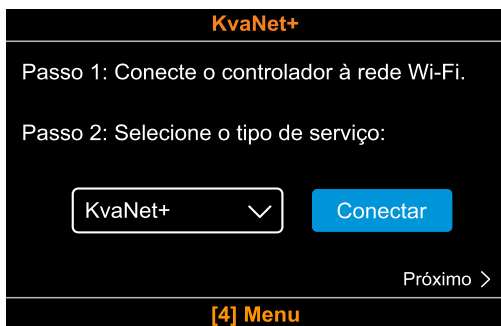 KvaNet+
Passo 1: Conecte o controlador à rede Wi-Fi.
Passo 2: Selecione o tipo de serviço:
KvaNet+
Conectar
Próximo >
[4] Menu